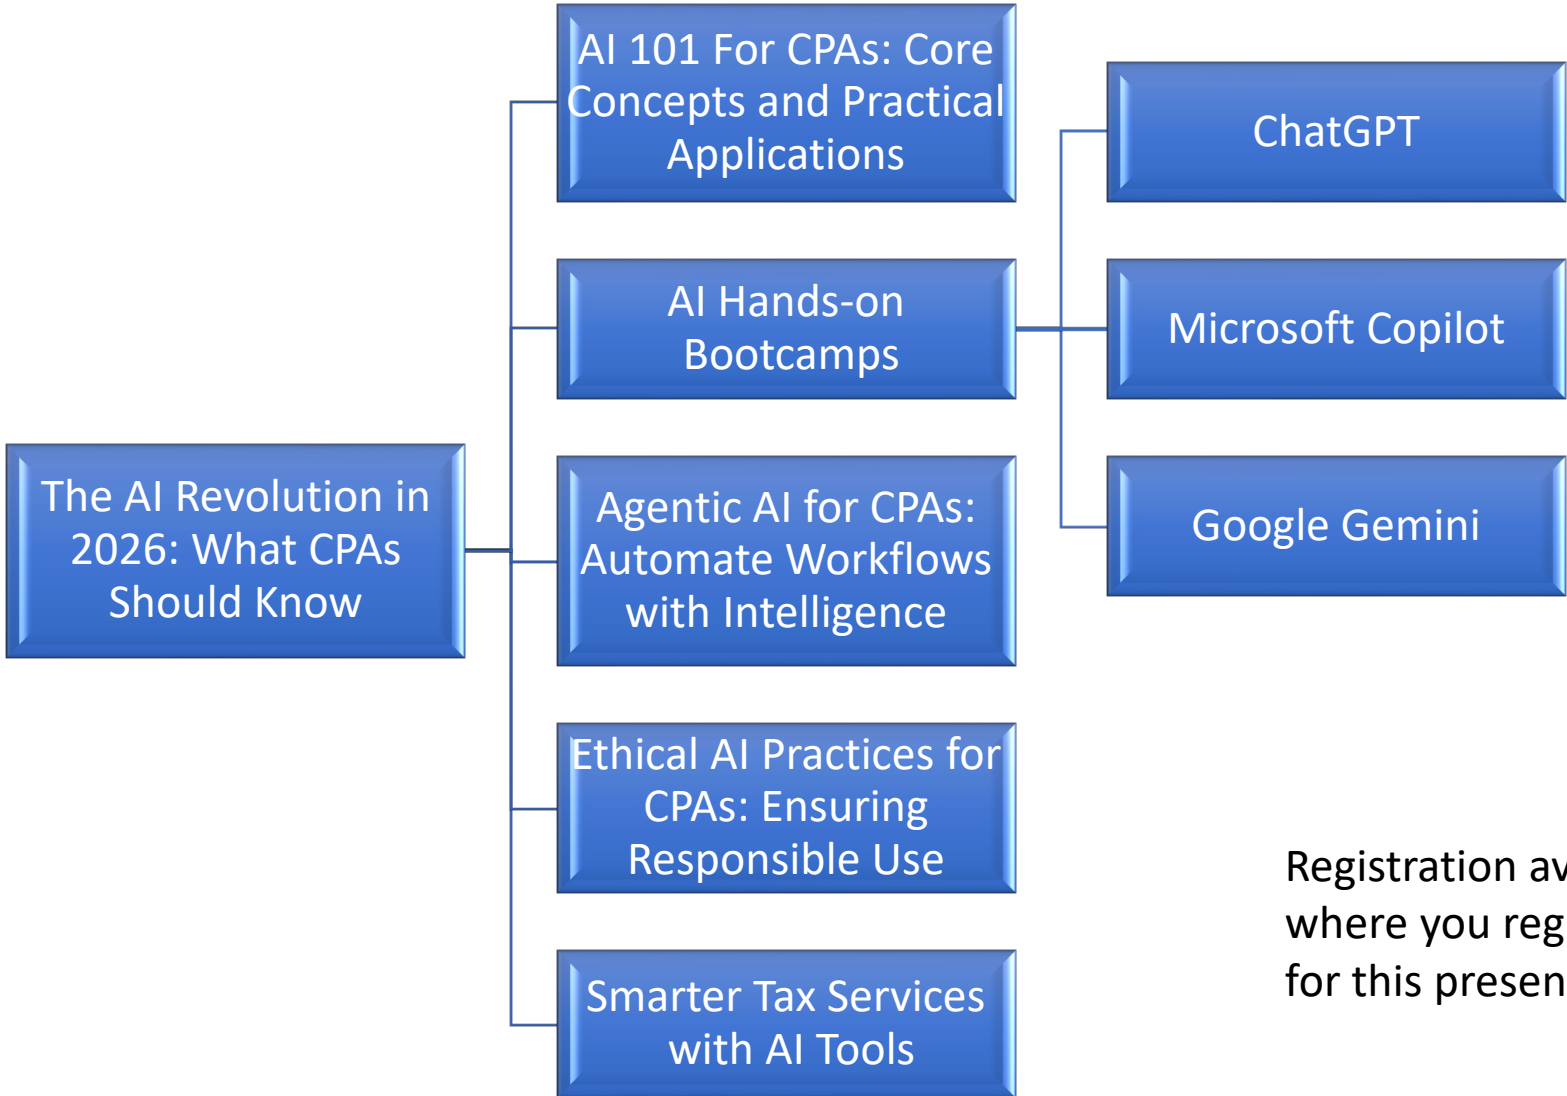 The AI Revolution in
2026: What CPAs
Should Know
AI 101 For CPAs: Core
Concepts and Practical
Applications
AI Hands-on
Bootcamps
Agentic AI for CPAs:
Automate Workflows
with Intelligence
Ethical AI Practices for
CPAs: Ensuring
Responsible Use
Smarter Tax Services
with AI Tools
ChatGPT
Microsoft Copilot
Google Gemini
Registration
where you
for this